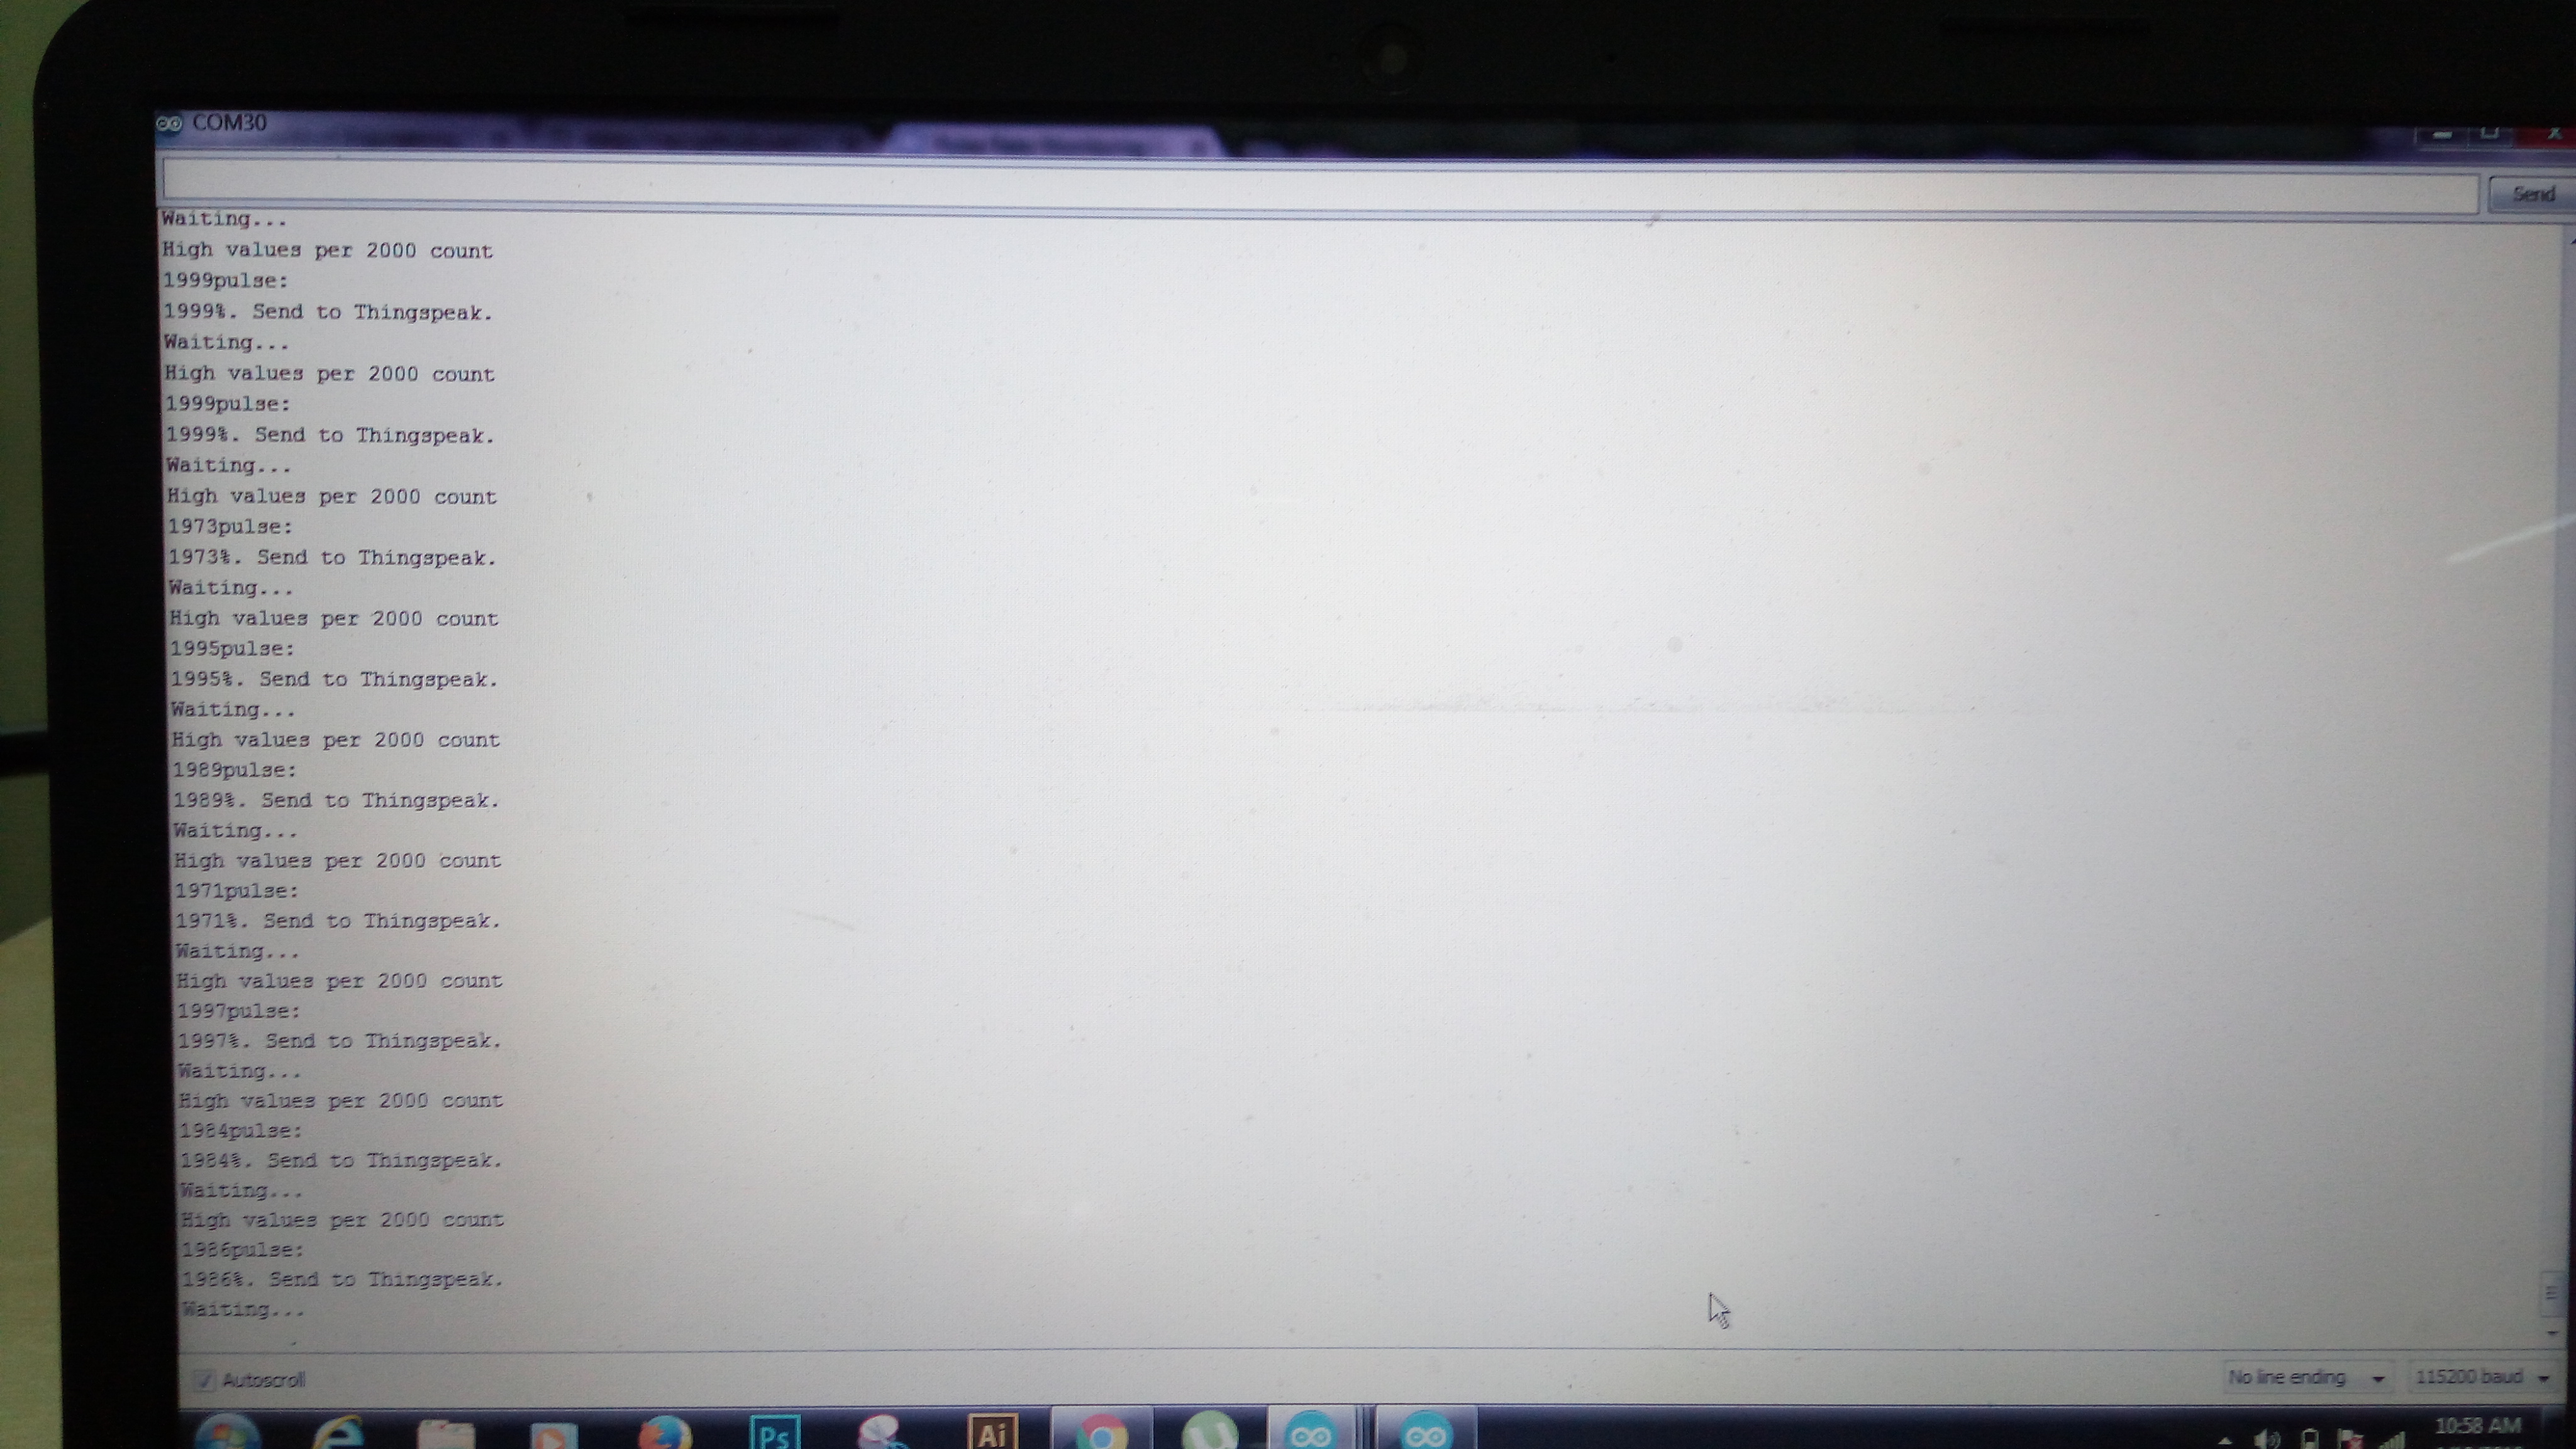 COM30
Send
Waiting...
High values per 2000 count
1999pulse:
1999%. Send to Thingspeak.
Waiting...
High values per 2000 count
1999pulse:
1999%. Send to Thingspeak.
Waiting...
High values per 2000 count
1973pulse:
1973%. Send to Thingspeak.
Waiting...
High values per 2000 count
1995pulse:
1995%. Send to Thingspeak.
Waiting...
High values per 2000 count
1989pulse:
1989%. Send to Thingspeak.
Waiting...
High values per 2000 count
1971pulse:
1971%. Send to Thingspeak.
Waiting...
High values per 2000 count
1997pulse:
1997%. Send to Thingspeak.
Waiting...
High values per 2000 count
1984pulse:
1984%. Send to Thingspeak.
Waiting...
High values per 2000 count
1986pulse:
1986%. Send to Thingspeak.
Waiting...
Autoscroll
No line ending
115200 baud
Ps
Ai
10:58 AM